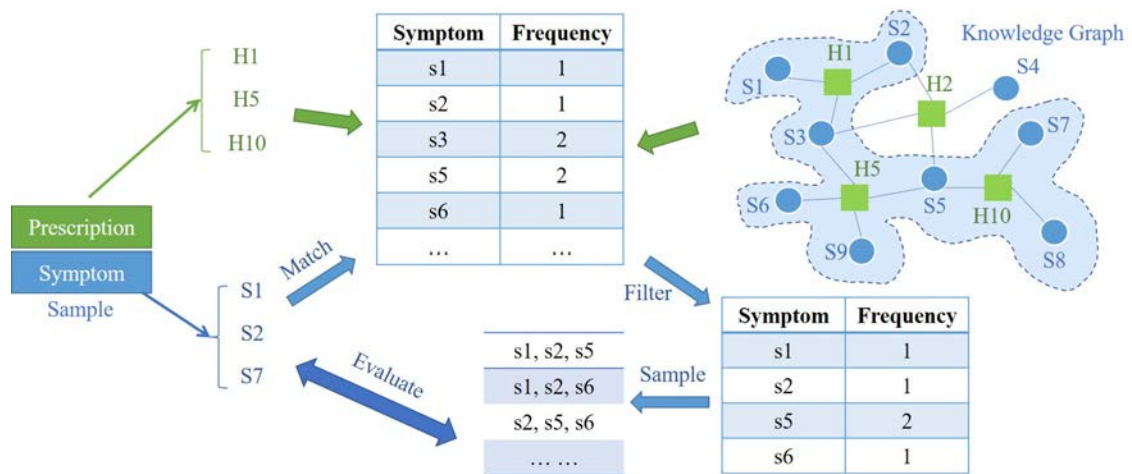 H1
H5
H10
Prescription
Symptom
Sample
S1
S2
S7
Match
Symptom Frequency
s1 1
s2 1
s3 2
s5 2
s6 1
... ...
Knowledge Graph
S1
H1
S2
H2
S4
S3
S7
H5
S6
S5
H10
S9
S8
Filter
Symptom Frequency
s1 1
s2 1
s5 2
s6 1
Sample
s1, s2, s5
s1, s2, s6
s2, s5, s6
... ...
Evaluate